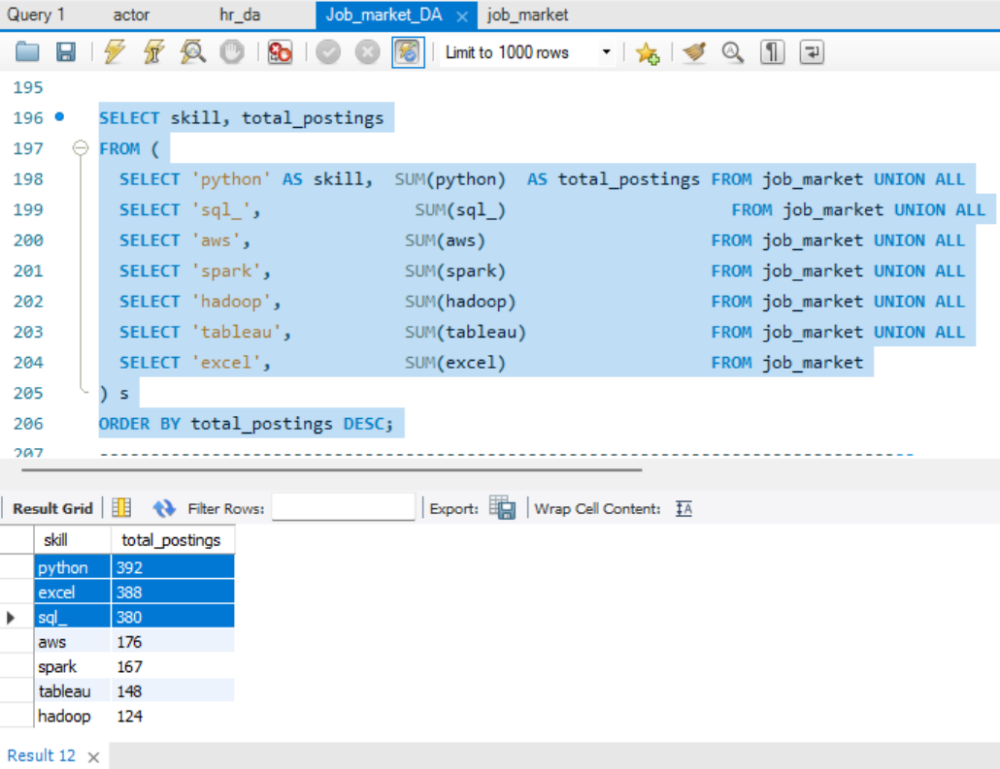 Query 1 actor hr_da Job_market_DA job_market
Limit to 1000 rows
195
196 SELECT skill, total_postings
197 FROM (
198 SELECT 'python' AS skill, SUM(python) AS total_postings FROM job_market UNION ALL
199 SELECT 'sql_', SUM(sql_) FROM job_market UNION ALL
200 SELECT 'aws', SUM(aws) FROM job_market UNION ALL
201 SELECT 'spark', SUM(spark) FROM job_market UNION ALL
202 SELECT 'hadoop', SUM(hadoop) FROM job_market UNION ALL
203 SELECT 'tableau', SUM(tableau) FROM job_market UNION ALL
204 SELECT 'excel', SUM(excel) FROM job_market
205 ) s
206 ORDER BY total_postings DESC;
207 --------------------------------------------------------------------------------
Result Grid Filter Rows: Export: Wrap Cell Content:
skill total_postings
python 392
excel 388
sql_ 380
aws 176
spark 167
tableau 148
hadoop 124
Result 12